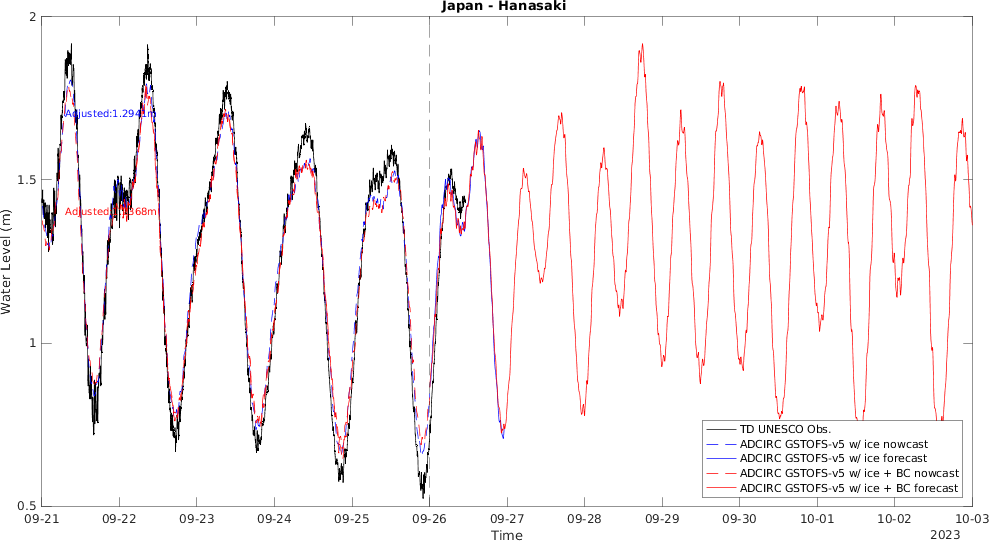 Japan - Hanasaki
2
1.5
1
0.5
Water Level (m)
Adjusted:1.2941m
Adjusted: 368m
09-21 09-22 09-23 09-24 09-25 09-26 09-27 09-28 09-29 09-30 10-01 10-02 10-03
Time
2023
TD UNESCO Obs.
ADCIRC GSTOFS-v5 w/ ice nowcast
ADCIRC GSTOFS-v5 w/ ice forecast
ADCIRC GSTOFS-v5 w/ ice + BC nowcast
ADCIRC GSTOFS-v5 w/ ice + BC forecast